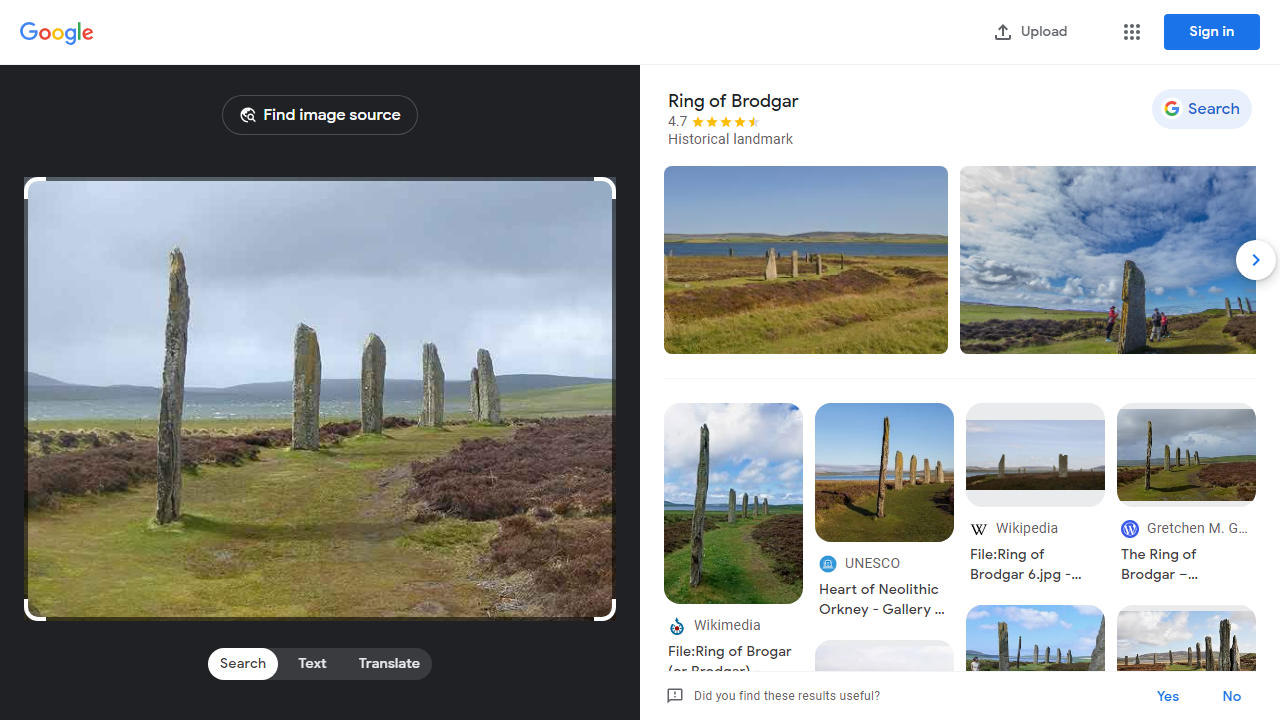 Google
Upload
Sign in
Find image source
Search
Text
Translate
Ring of Brodgar
4.7
Historical landmark
Search
Wikimedia
File:Ring of Brogar
(or Brodgar)
UNESCO
Heart of Neolithic
Orkney - Gallery ...
Wikipedia
File:Ring of
Brodgar 6.jpg -...
Gretchen M. G...
The Ring of
Brodgar –...
Did you find these results useful?
Yes
No